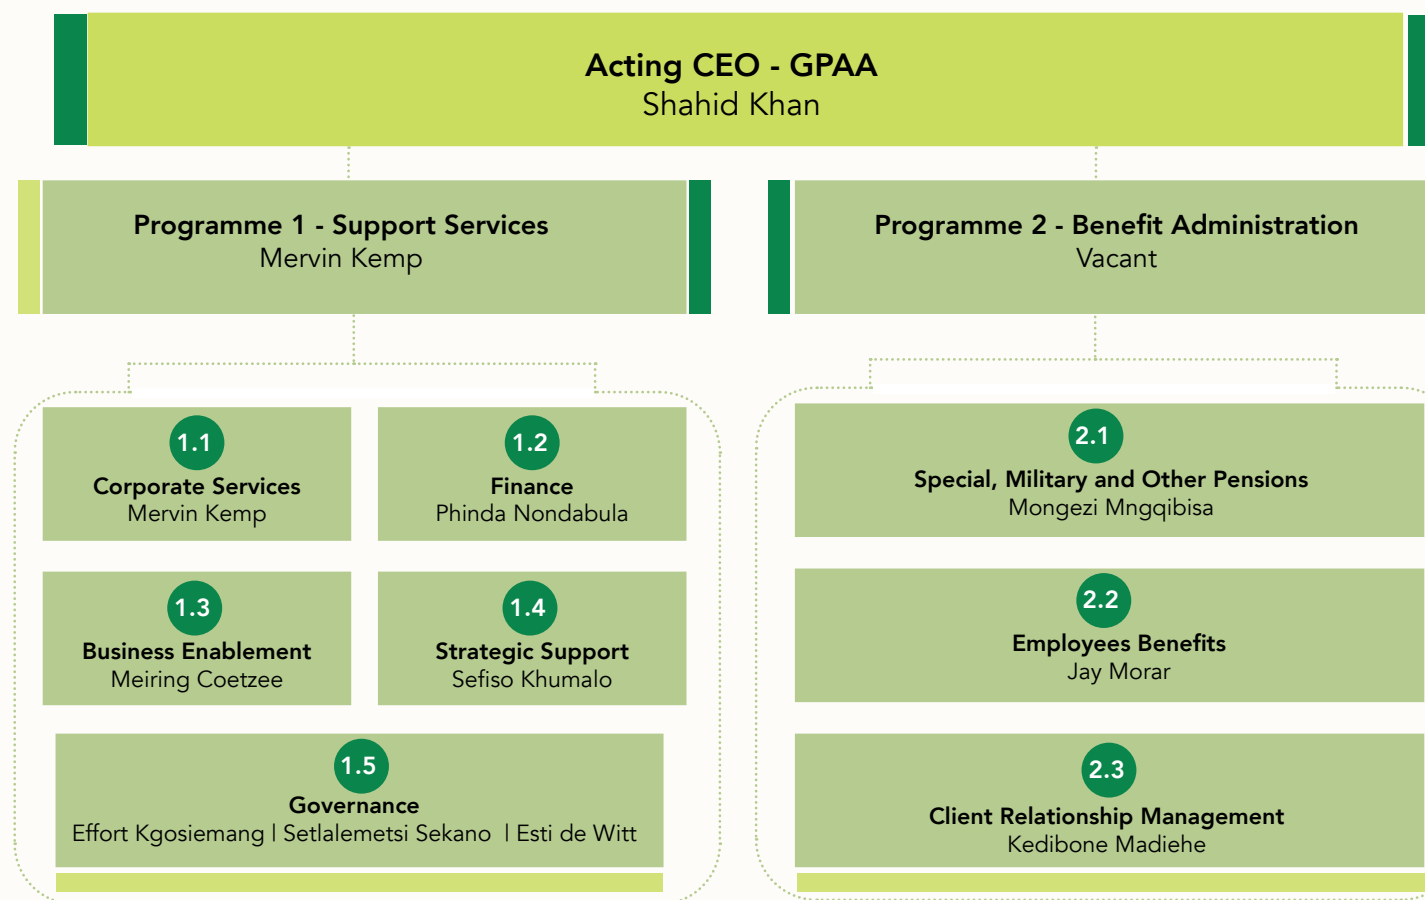 Acting CEO - GPAA
Shahid Khan
Programme 1 - Support Services
Mervin Kemp
Programme 2 - Benefit Administration
Vacant
1.1
Corporate Services
Mervin Kemp
1.2
Finance
Phinda Nondabula
1.3
Business Enablement
Meiring Coetzee
1.4
Strategic Support
Sefiso Khumalo
1.5
Governance
Effort Kgosiemang l Setlalemetsi Sekano l Esti de Witt
2.1
Special, Military and Other Pensions
Mongezi Mngqibisa
2.2
Employees Benefits
Jay Morar
2.3
Client Relationship Management
Kedibone Madiehe